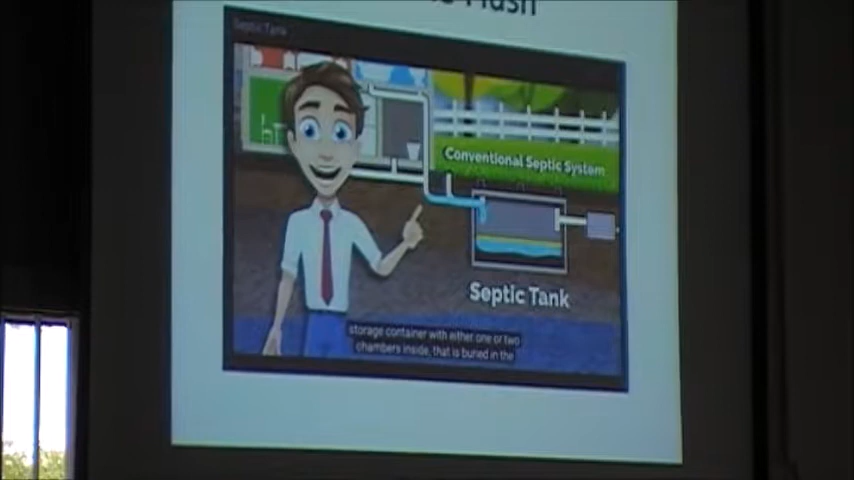 Flush
Septic Tank
Conventional Septic System
Septic Tank
storage container with either one or two
chambers inside, that is buried in the